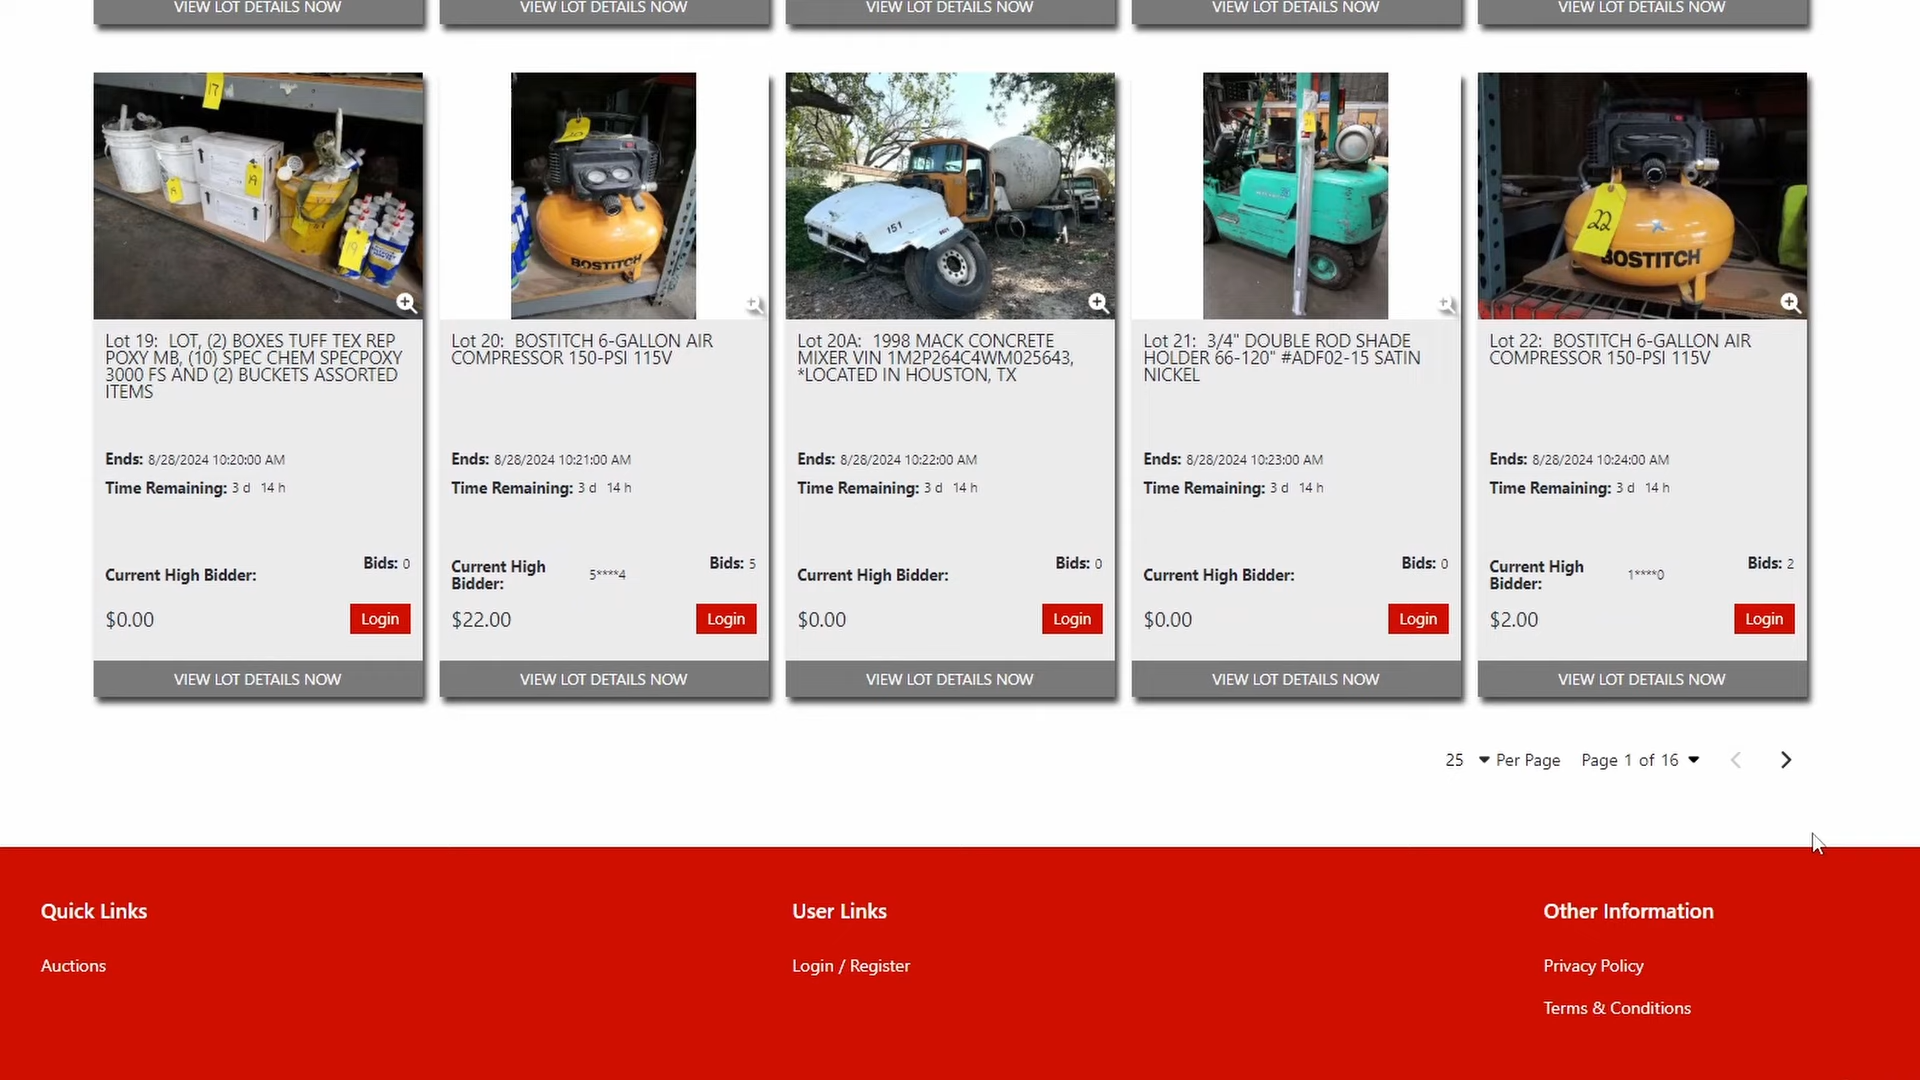 VIEW LOT DETAILS NOW
VIEW LOT DETAILS NOW
VIEW LOT DETAILS NOW
VIEW LOT DETAILS NOW
VIEW LOT DETAILS NOW
17
19
19
19
20
BOSTITCH
151
22
BOSTITCH
Lot 19: LOT, (2) BOXES TUFF TEX REP
POXY MB, (10) SPEC CHEM SPECPOXY
3000 FS AND (2) BUCKETS ASSORTED
ITEMS
Ends: 8/28/2024 10:20:00 AM
Time Remaining: 3 d 14 h
Bids: 0
Current High Bidder:
$0.00
Login
VIEW LOT DETAILS NOW
Lot 20: BOSTITCH 6-GALLON AIR
COMPRESSOR 150-PSI 115V
Ends: 8/28/2024 10:21:00 AM
Time Remaining: 3 d 14 h
Bids: 5
Current High
Bidder:
5****4
$22.00
Login
VIEW LOT DETAILS NOW
Lot 20A: 1998 MACK CONCRETE
MIXER VIN 1M2P264C4WM025643,
*LOCATED IN HOUSTON, TX
Ends: 8/28/2024 10:22:00 AM
Time Remaining: 3 d 14 h
Bids: 0
Current High Bidder:
$0.00
Login
VIEW LOT DETAILS NOW
Lot 21: 3/4" DOUBLE ROD SHADE
HOLDER 66-120" #ADF02-15 SATIN
NICKEL
Ends: 8/28/2024 10:23:00 AM
Time Remaining: 3 d 14 h
Bids: 0
Current High Bidder:
$0.00
Login
VIEW LOT DETAILS NOW
Lot 22: BOSTITCH 6-GALLON AIR
COMPRESSOR 150-PSI 115V
Ends: 8/28/2024 10:24:00 AM
Time Remaining: 3 d 14 h
Bids: 2
Current High
Bidder:
1****0
$2.00
Login
VIEW LOT DETAILS NOW
25 Per Page Page 1 of 16
Quick Links
Auctions
User Links
Login / Register
Other Information
Privacy Policy
Terms & Conditions